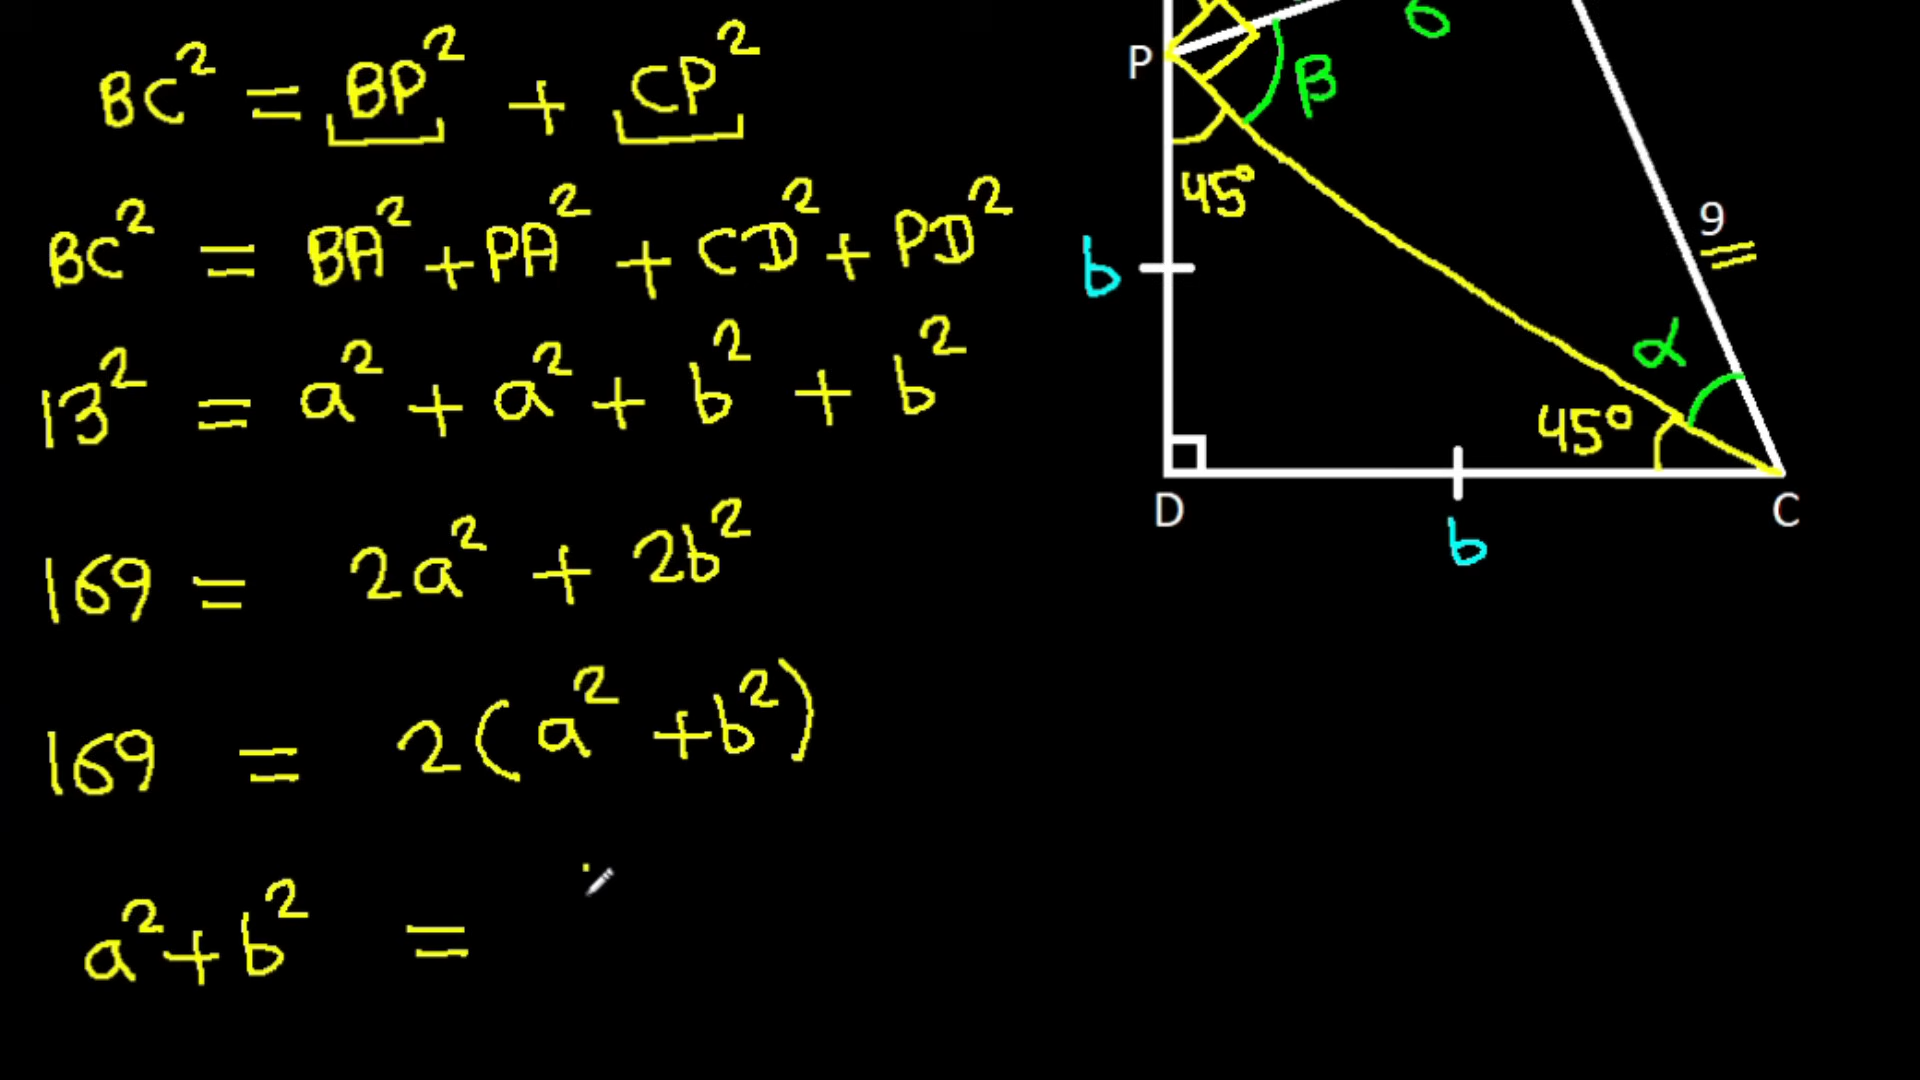 BC² = BP² + CP²
BC² = BA² + PA² + CD² + PD²
13² = a² + a² + b² + b²
169 = 2a² + 2b²
169 = 2(a² + b²)
a² + b² =
P
β
45°
b
9
α
45°
D
C
b